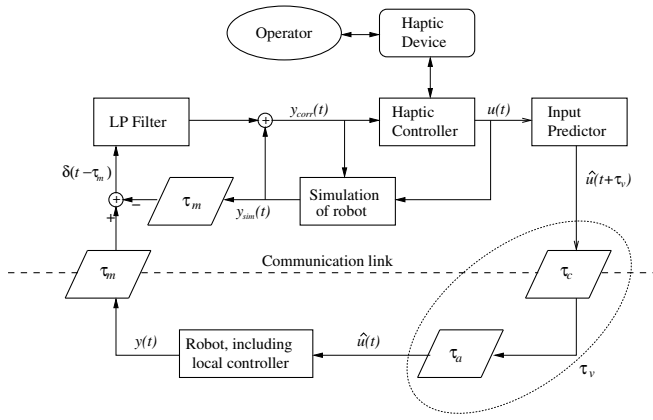 Operator
Haptic
Device
LP Filter
+
y_corr(t)
Haptic
Controller
u(t)
Input
Predictor
δ(t−τ_m)
−
+
τ_m
y_sim(t)
Simulation
of robot
û(t+τ_v)
τ_m
Communication link
τ_c
y(t)
Robot, including
local controller
û(t)
τ_a
τ_v